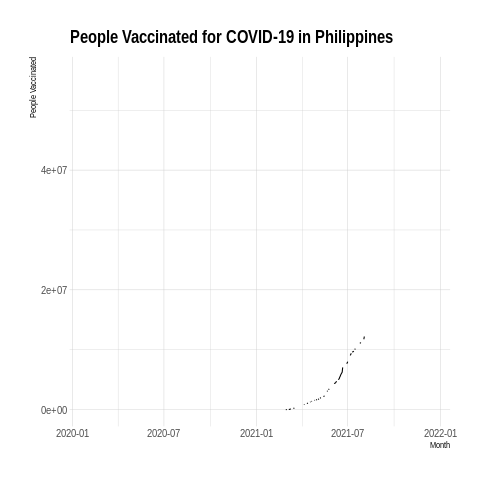 People Vaccinated for COVID-19 in Philippines
People Vaccinated
4e+07
2e+07
0e+00
2020-01 2020-07 2021-01 2021-07 2022-01
Month